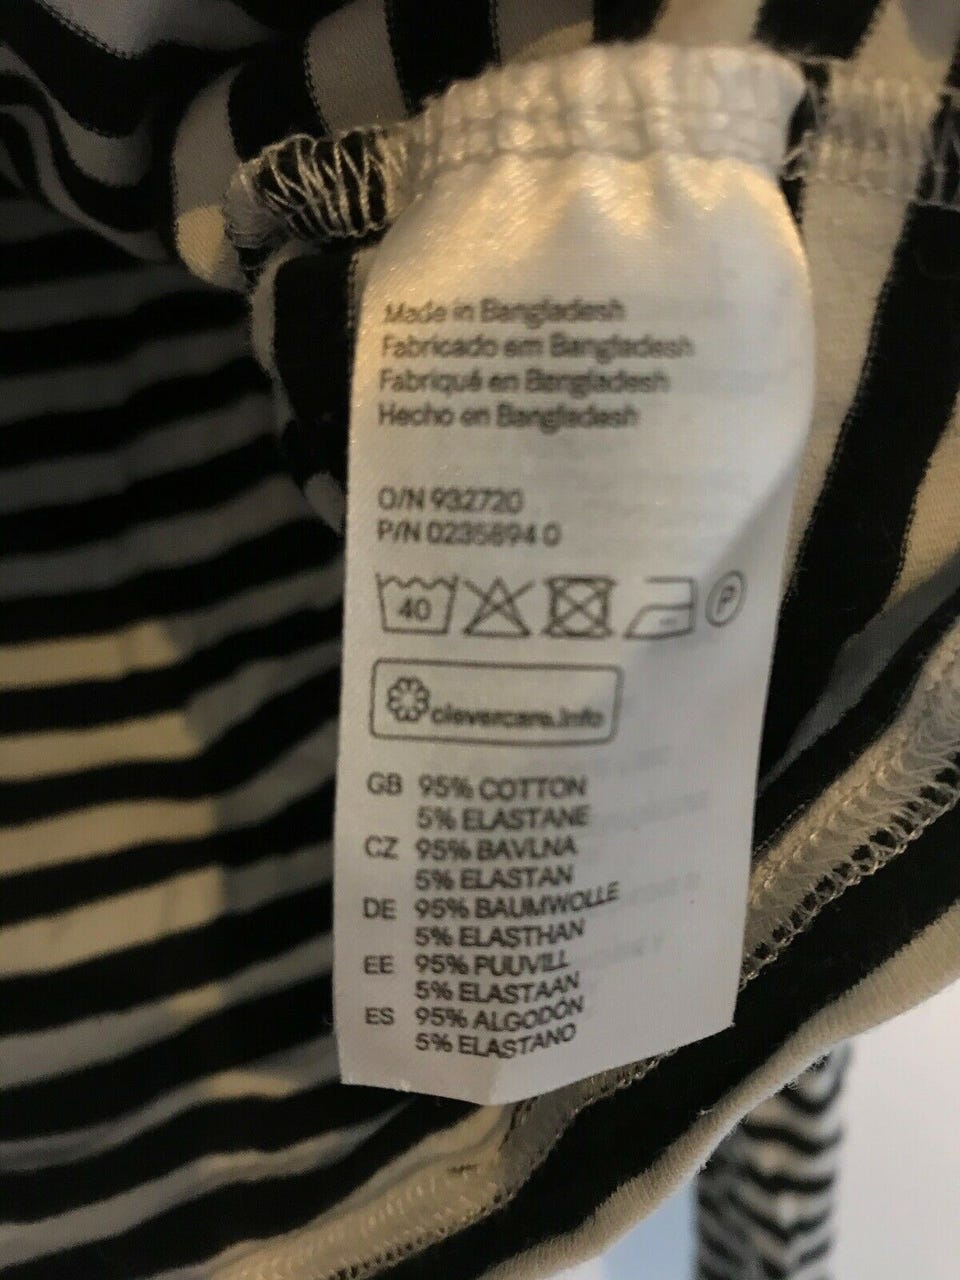 Made in Bangladesh
Fabricado em Bangladesh
Fabriqué en Bangladesh
Hecho en Bangladesh
O/N 932720
P/N 0235894 0
40 P
clevercare.info
GB 95% COTTON
5% ELASTANE
CZ 95% BAVLNA
5% ELASTAN
DE 95% BAUMWOLLE
5% ELASTHAN
EE 95% PUUVILL
5% ELASTAAN
ES 95% ALGODÓN
5% ELASTANO